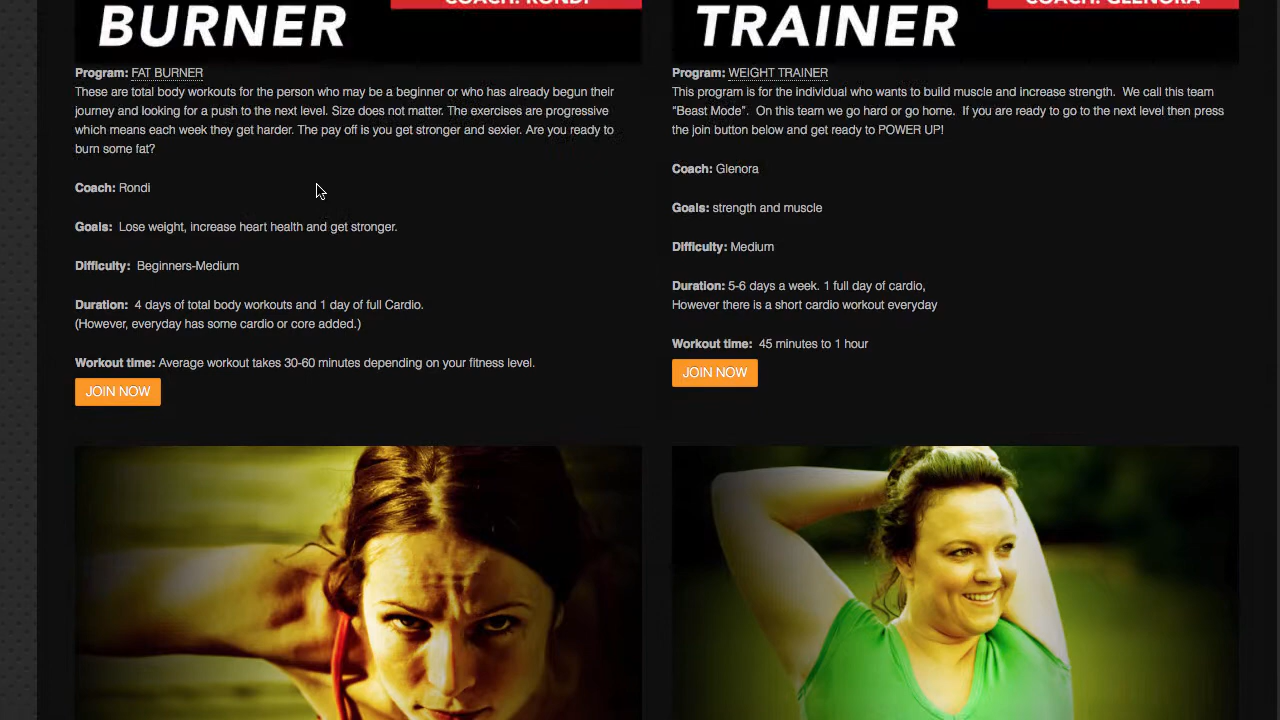 COACH: RONDI
BURNER
Program: FAT BURNER
These are total body workouts for the person who may be a beginner or who has already begun their
journey and looking for a push to the next level. Size does not matter. The exercises are progressive
which means each week they get harder. The pay off is you get stronger and sexier. Are you ready to
burn some fat?
Coach: Rondi
Goals: Lose weight, increase heart health and get stronger.
Difficulty: Beginners-Medium
Duration: 4 days of total body workouts and 1 day of full Cardio.
(However, everyday has some cardio or core added.)
Workout time: Average workout takes 30-60 minutes depending on your fitness level.
JOIN NOW
COACH: GLENORA
TRAINER
Program: WEIGHT TRAINER
This program is for the individual who wants to build muscle and increase strength. We call this team
“Beast Mode”. On this team we go hard or go home. If you are ready to go to the next level then press
the join button below and get ready to POWER UP!
Coach: Glenora
Goals: strength and muscle
Difficulty: Medium
Duration: 5-6 days a week. 1 full day of cardio,
However there is a short cardio workout everyday
Workout time: 45 minutes to 1 hour
JOIN NOW